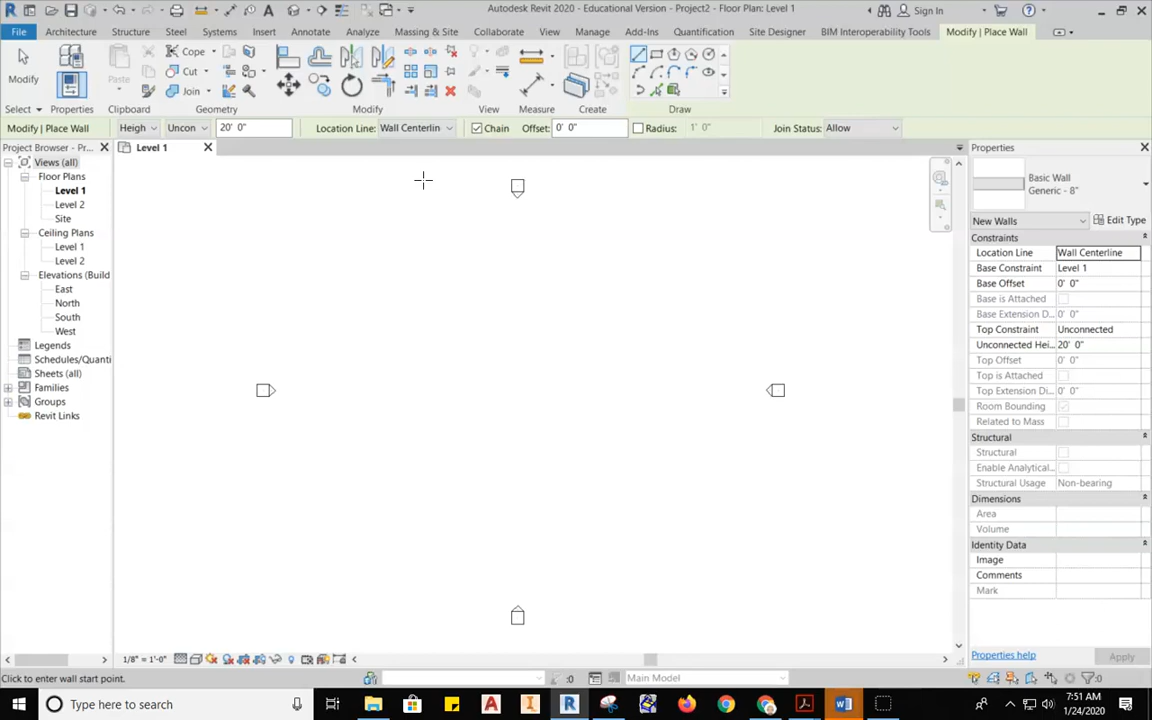 Autodesk Revit 2020 - Educational Version - Project2 - Floor Plan: Level 1
Sign In
File
Architecture
Structure
Steel
Systems
Insert
Annotate
Analyze
Massing & Site
Collaborate
View
Manage
Add-Ins
Quantification
Site Designer
BIM Interoperability Tools
Modify | Place Wall
Modify
Paste
Cope
Cut
Join
Select
Properties
Clipboard
Geometry
Modify
View
Measure
Create
Draw
Modify | Place Wall
Heigh
Uncon
20' 0"
Location Line:
Wall Centerlin
Chain
Offset:
0' 0"
Radius:
1' 0"
Join Status:
Allow
Project Browser - Pr...
Views (all)
Floor Plans
Level 1
Level 2
Site
Ceiling Plans
Level 1
Level 2
Elevations (Build
East
North
South
West
Legends
Schedules/Quanti
Sheets (all)
Families
Groups
Revit Links
Level 1
Properties
Basic Wall
Generic - 8"
New Walls
Edit Type
Constraints
Location Line Wall Centerline
Base Constraint Level 1
Base Offset 0' 0"
Base is Attached
Base Extension D... 0' 0"
Top Constraint Unconnected
Unconnected Hei... 20' 0"
Top Offset 0' 0"
Top is Attached
Top Extension Di... 0' 0"
Room Bounding
Related to Mass
Structural
Structural
Enable Analytical...
Structural Usage Non-bearing
Dimensions
Area
Volume
Identity Data
Image
Comments
Mark
Properties help
Apply
1/8" = 1'-0"
Click to enter wall start point.
:0
Main Model
:0
Type here to search
7:51 AM
1/24/2020